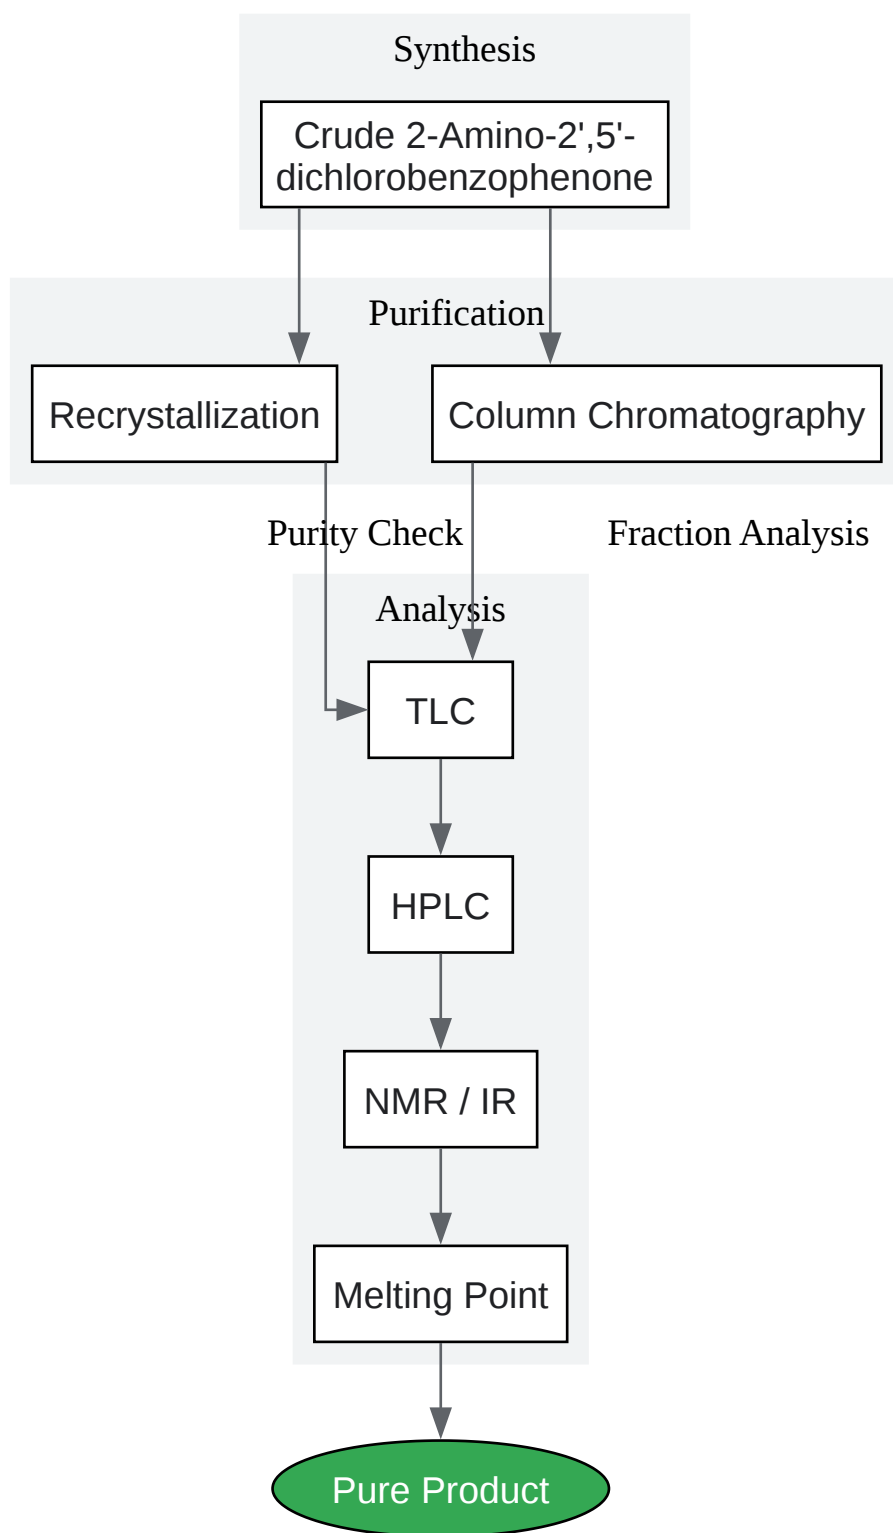 Synthesis
Crude 2-Amino-2',5'-
dichlorobenzophenone
Purification
Recrystallization
Column Chromatography
Purity Check
Fraction Analysis
Analysis
TLC
HPLC
NMR / IR
Melting Point
Pure Product